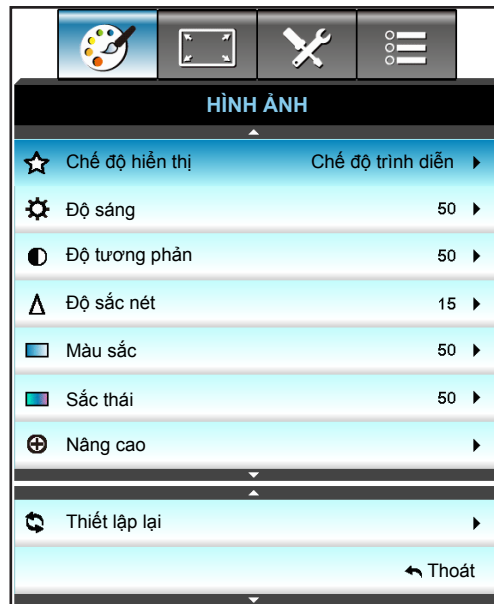 HÌNH ẢNH
Chế độ hiển thị Chế độ trình diễn
Độ sáng 50
Độ tương phản 50
Độ sắc nét 15
Màu sắc 50
Sắc thái 50
Nâng cao
Thiết lập lại
Thoát